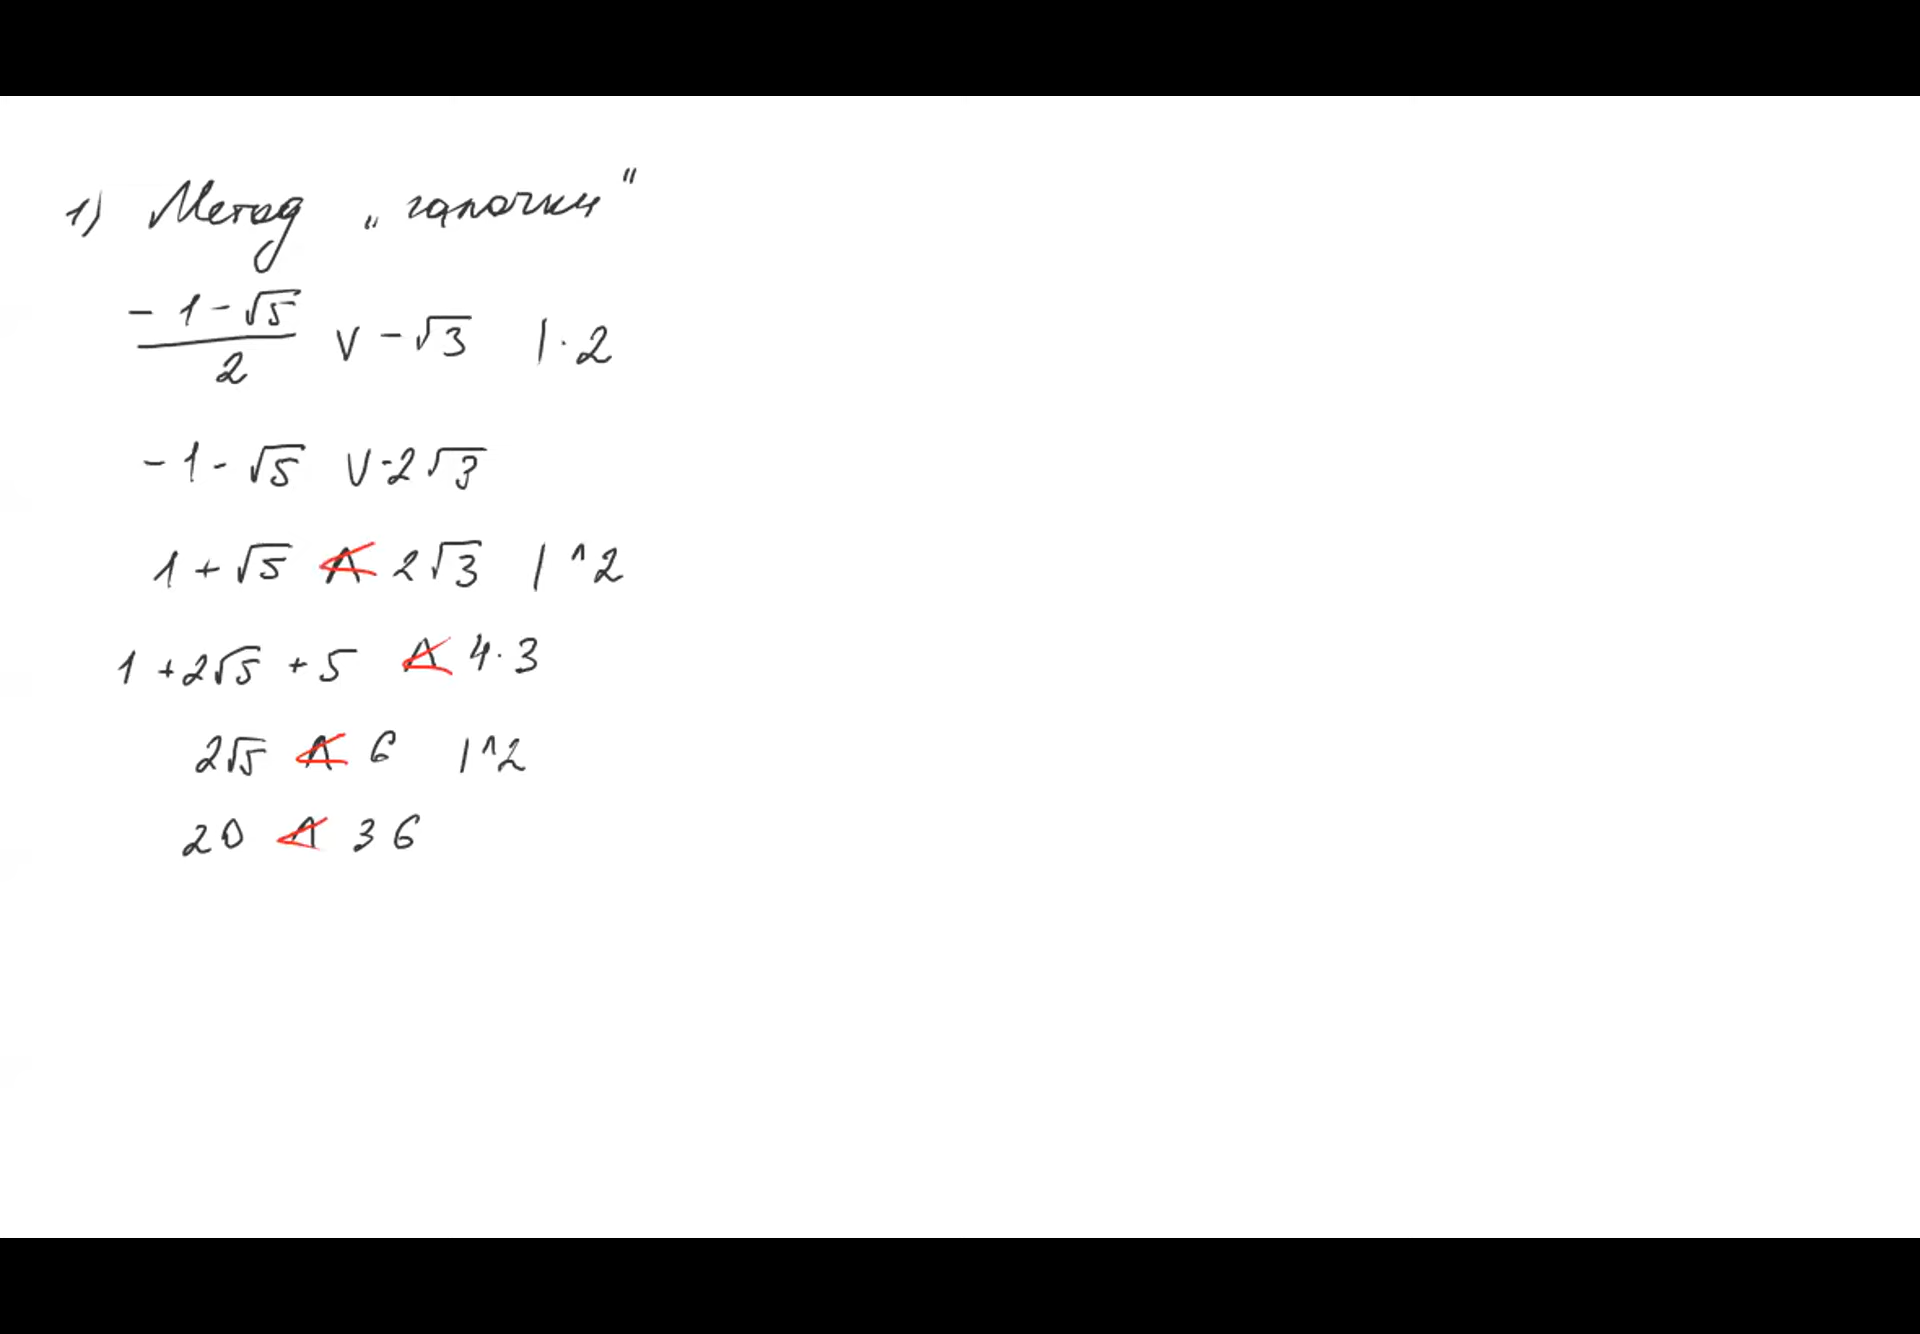 1) Метод „галочки“
(-1-√5)/2 ∨ -√3 | · 2
-1-√5 ∨ -2√3
1+√5 < 2√3 | ^2
1+2√5+5 < 4·3
2√5 < 6 | ^2
20 < 36